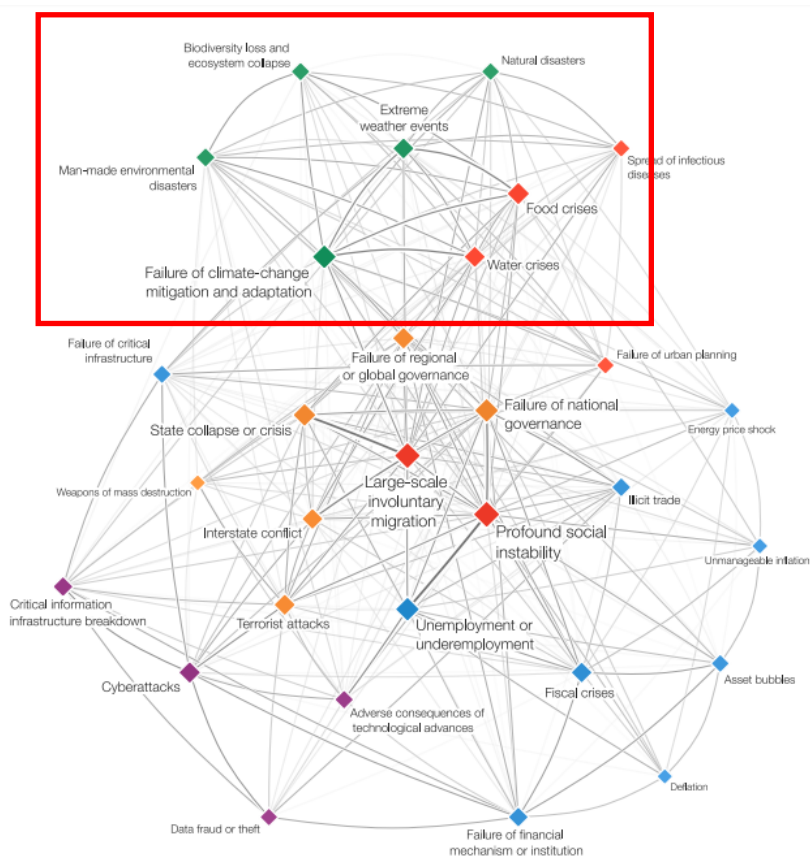 Biodiversity loss and
ecosystem collapse
Natural disasters
Extreme
weather events
Man-made environmental
disasters
Spread of infectious
diseases
Food crises
Failure of climate-change
mitigation and adaptation
Water crises
Failure of critical
infrastructure
Failure of regional
or global governance
Failure of urban planning
State collapse or crisis
Failure of national
governance
Energy price shock
Weapons of mass destruction
Large-scale
involuntary
migration
Illicit trade
Interstate conflict
Profound social
instability
Unmanageable inflation
Critical information
infrastructure breakdown
Terrorist attacks
Unemployment or
underemployment
Cyberattacks
Fiscal crises
Asset bubbles
Adverse consequences of
technological advances
Deflation
Data fraud or theft
Failure of financial
mechanism or institution